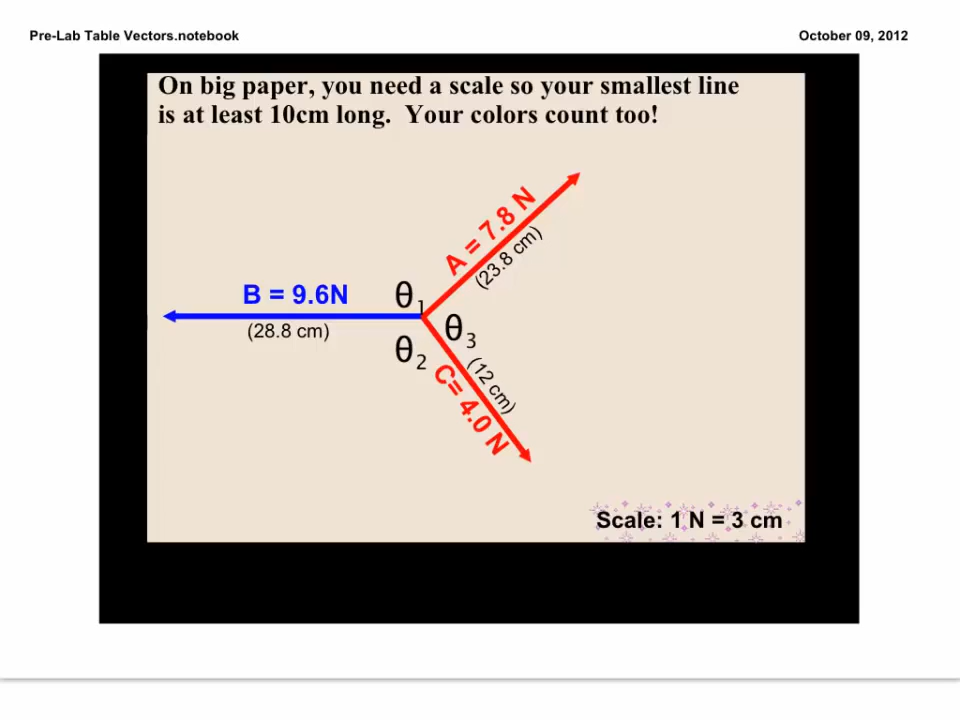 Pre-Lab Table Vectors.notebook
October 09, 2012
On big paper, you need a scale so your smallest line
is at least 10cm long.  Your colors count too!
A = 7.8 N
(23.8 cm)
B = 9.6N
(28.8 cm)
θ1
θ2
θ3
C= 4.0 N
(12 cm)
Scale: 1 N = 3 cm